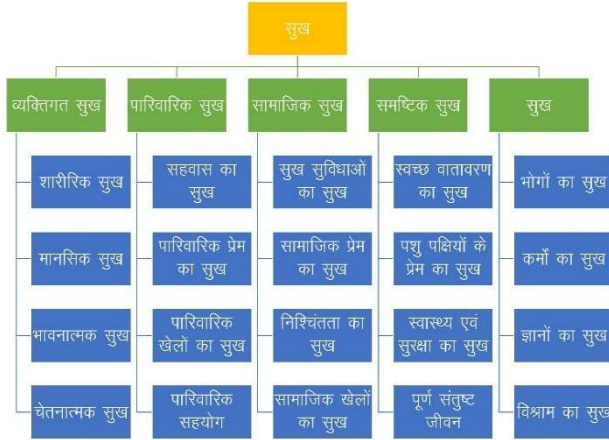 सुख
व्यक्तिगत सुख
पारिवारिक सुख
सामाजिक सुख
समष्टिक सुख
सुख
शारीरिक सुख
सहवास का
सुख
सुख सुविधाओं
का सुख
स्वच्छ वातावरण
का सुख
भोगों का सुख
मानसिक सुख
पारिवारिक प्रेम
का सुख
सामाजिक प्रेम
का सुख
पशु पक्षियों के
प्रेम का सुख
कर्मों का सुख
भावनात्मक सुख
पारिवारिक
खेलों का सुख
निश्चिंतता का
सुख
स्वास्थ्य एवं
सुरक्षा का सुख
ज्ञानों का सुख
चेतनात्मक सुख
पारिवारिक
सहयोग
सामाजिक खेलों
का सुख
पूर्ण संतुष्ट
जीवन
विश्राम का सुख